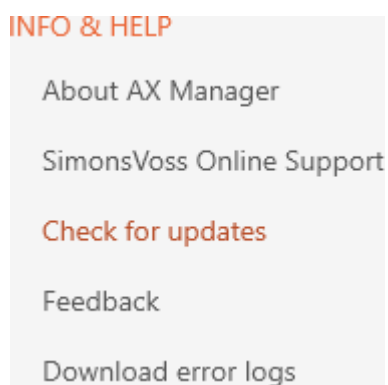 INFO & HELP
About AX Manager
SimonsVoss Online Support
Check for updates
Feedback
Download error logs